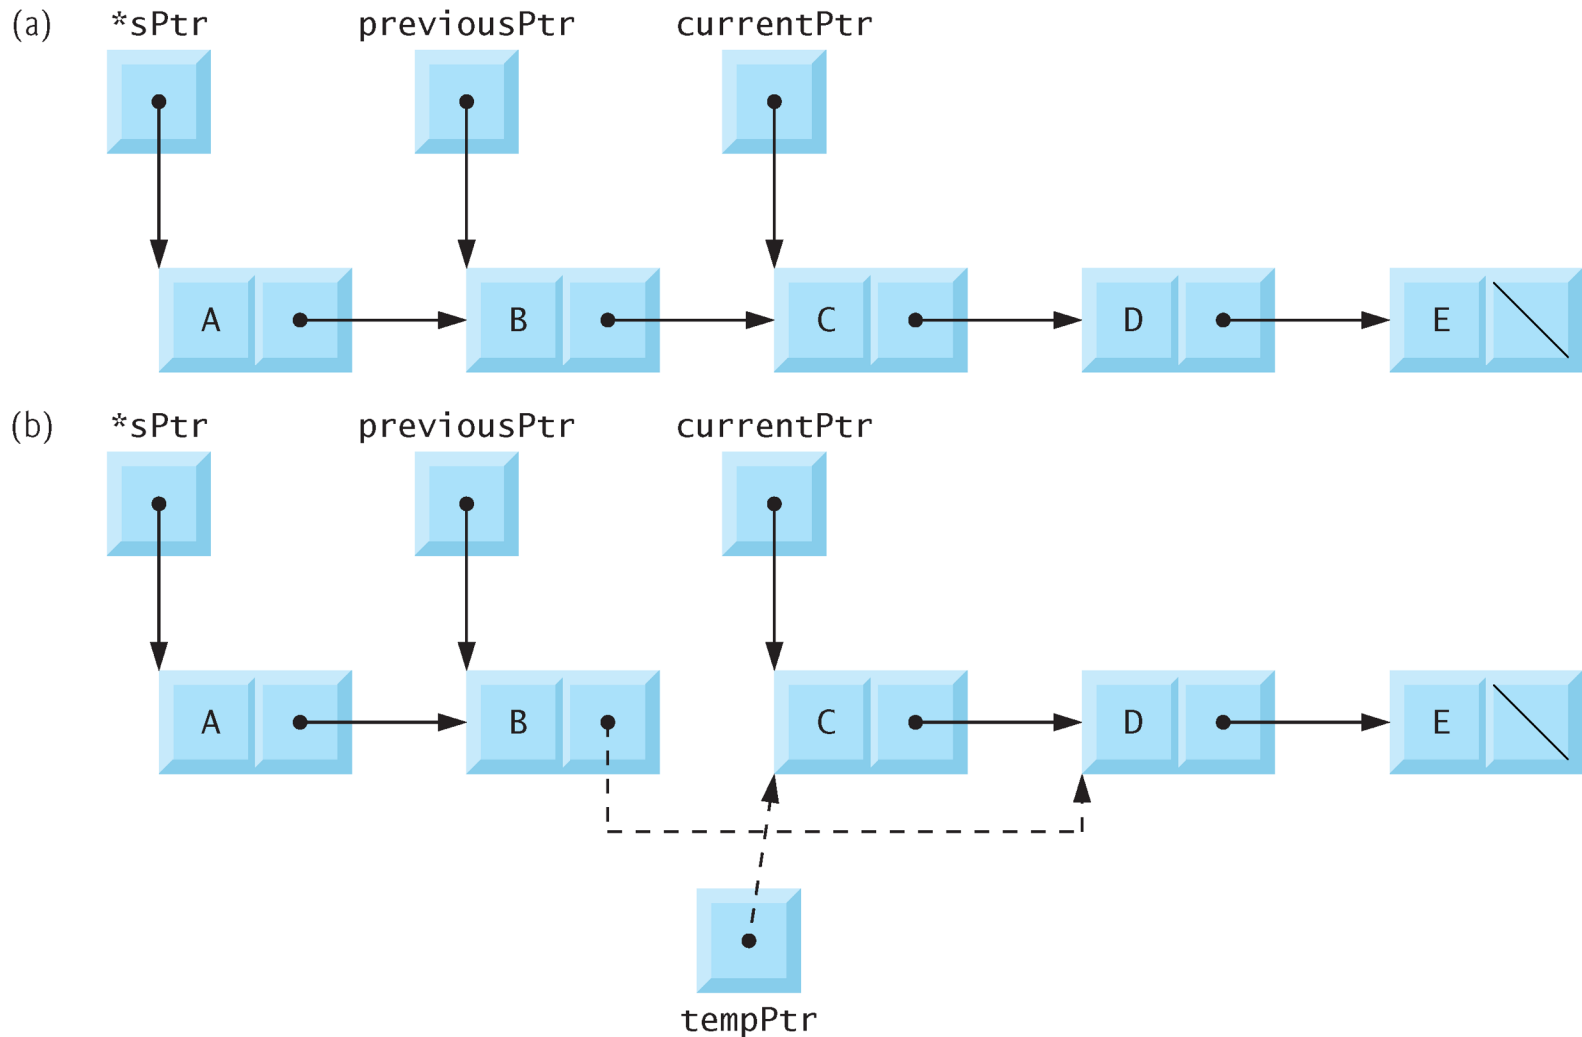 (a) *sPtr previousPtr currentPtr
A B C D E
(b) *sPtr previousPtr currentPtr
A B C D E
tempPtr